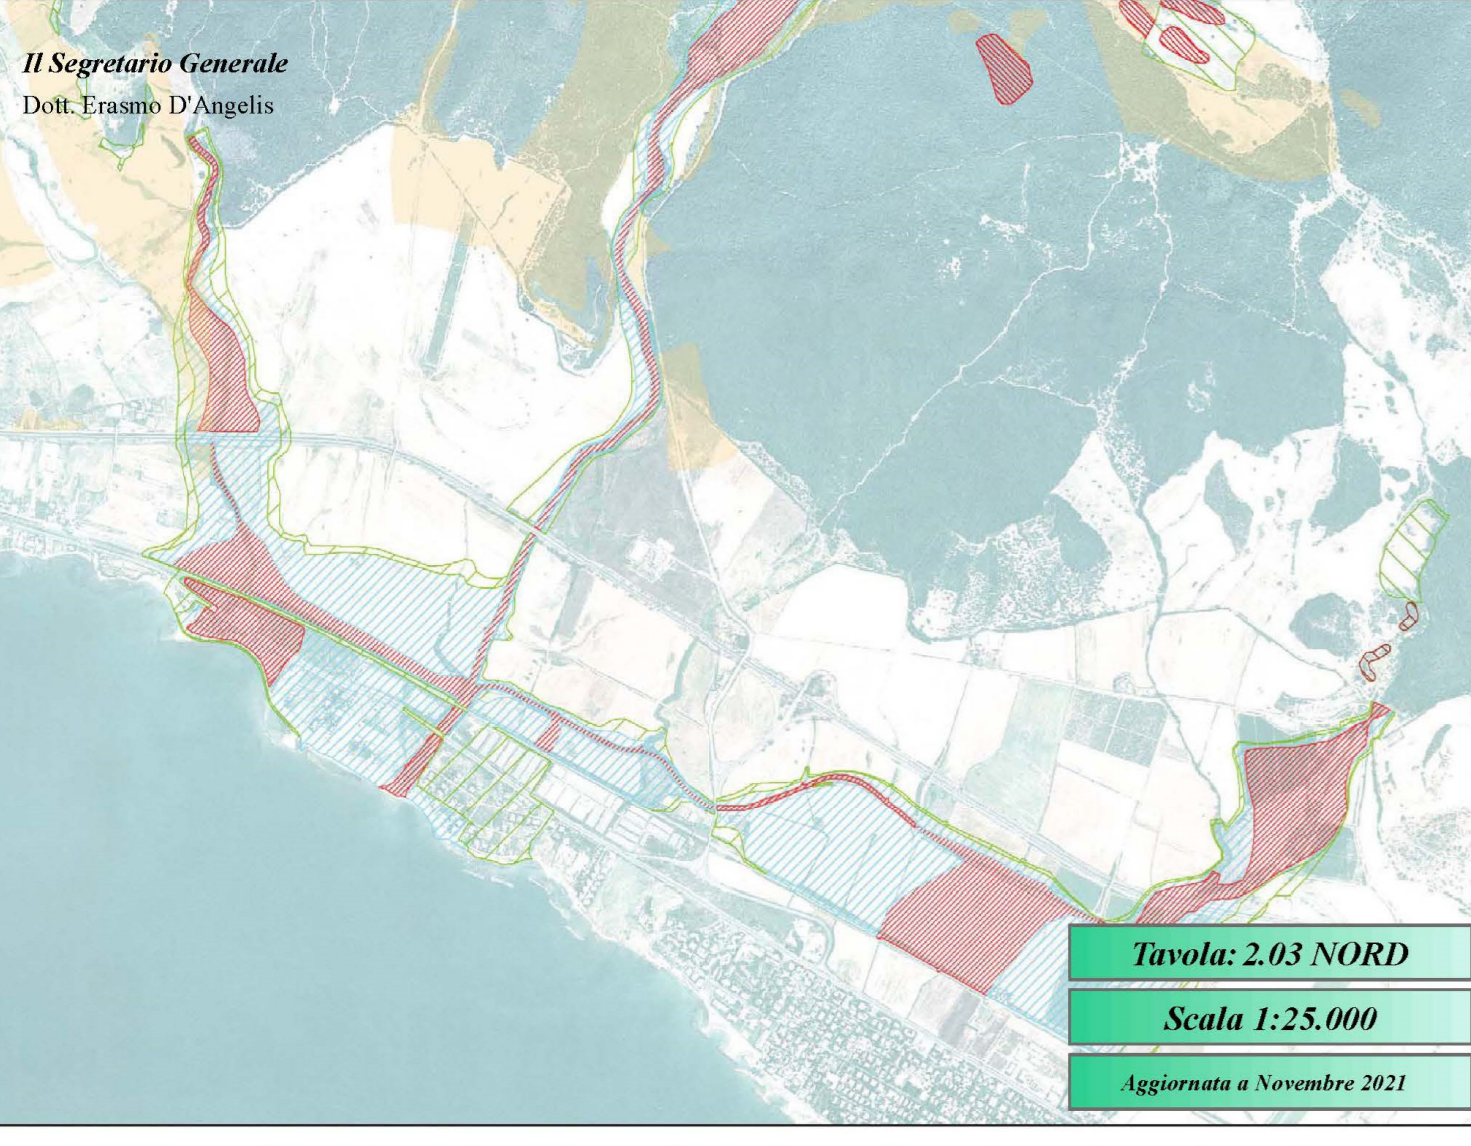 Il Segretario Generale
Dott. Erasmo D'Angelis
Tavola: 2.03 NORD
Scala 1:25.000
Aggiornata a Novembre 2021